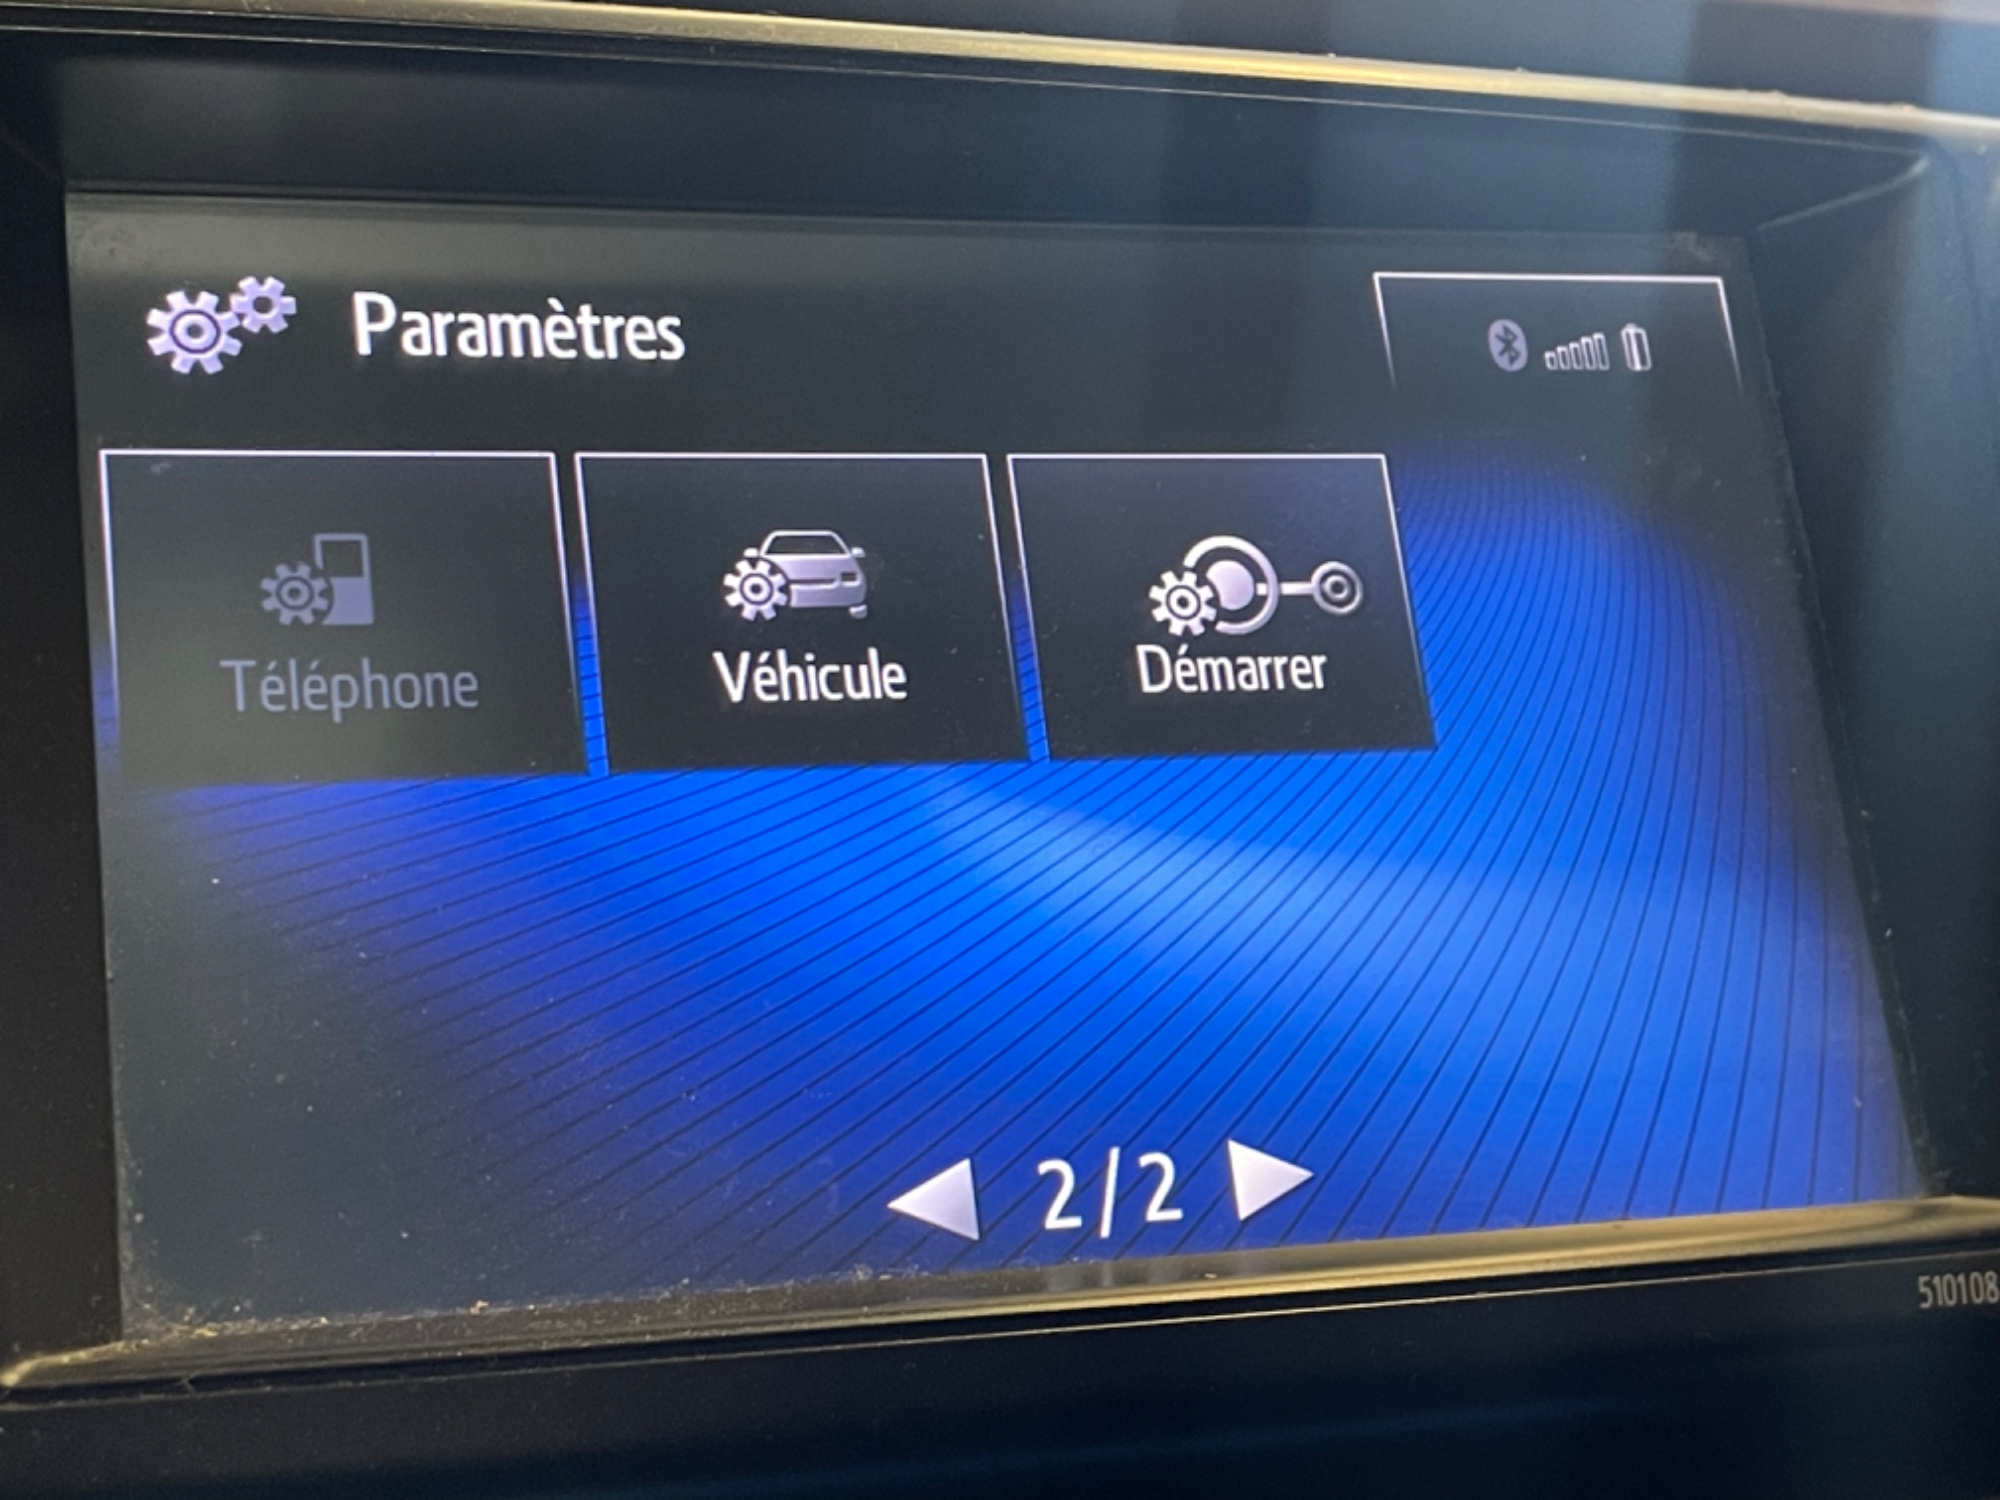 Paramètres
Téléphone
Véhicule
Démarrer
2/2
510108